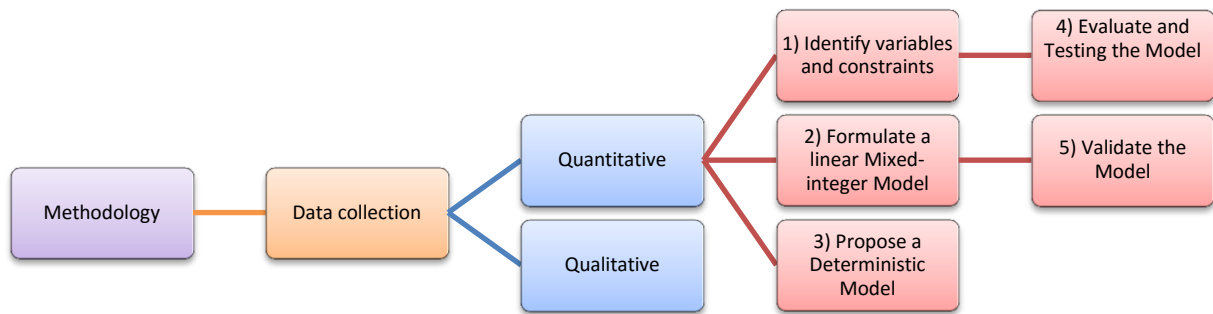 Methodology
Data collection
Quantitative
Qualitative
1) Identify variables
and constraints
2) Formulate a
linear Mixed-
integer Model
3) Propose a
Deterministic
Model
4) Evaluate and
Testing the Model
5) Validate the
Model